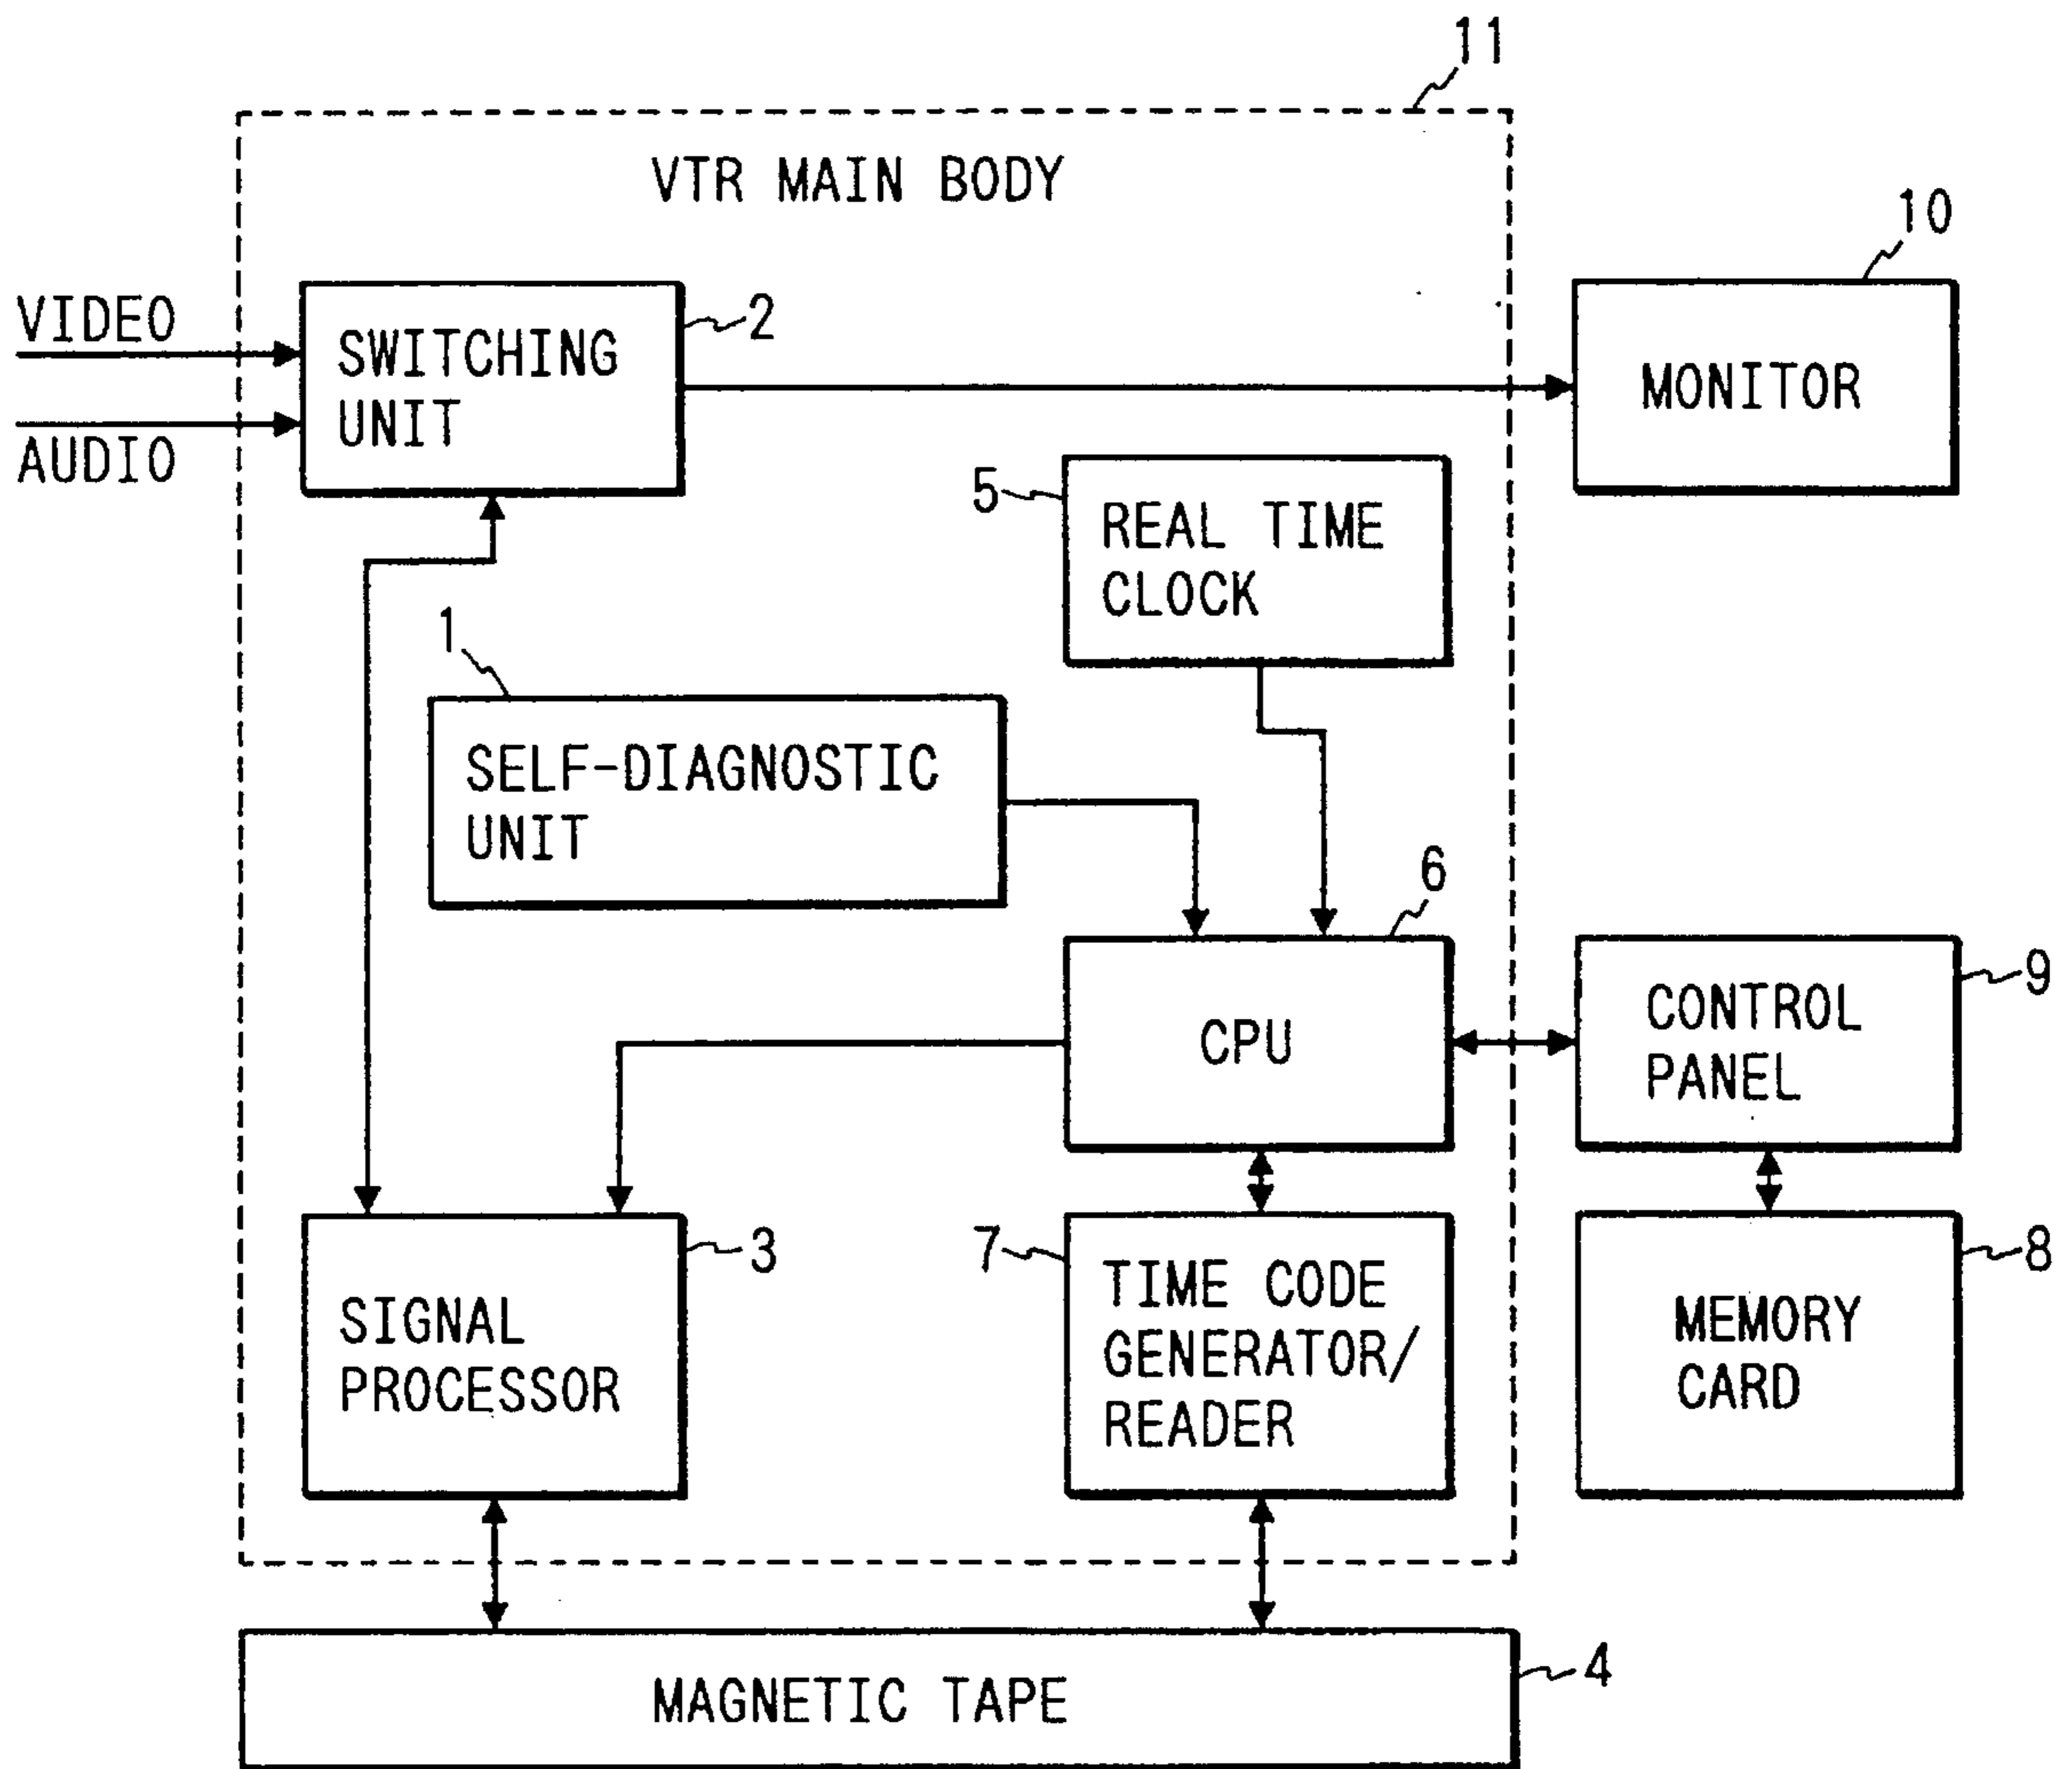 11
VTR MAIN BODY
10
VIDEO
AUDIO
SWITCHING
UNIT
2
MONITOR
5
REAL TIME
CLOCK
1
SELF-DIAGNOSTIC
UNIT
6
CPU
CONTROL
PANEL
9
3
SIGNAL
PROCESSOR
7
TIME CODE
GENERATOR/
READER
MEMORY
CARD
8
MAGNETIC TAPE
4